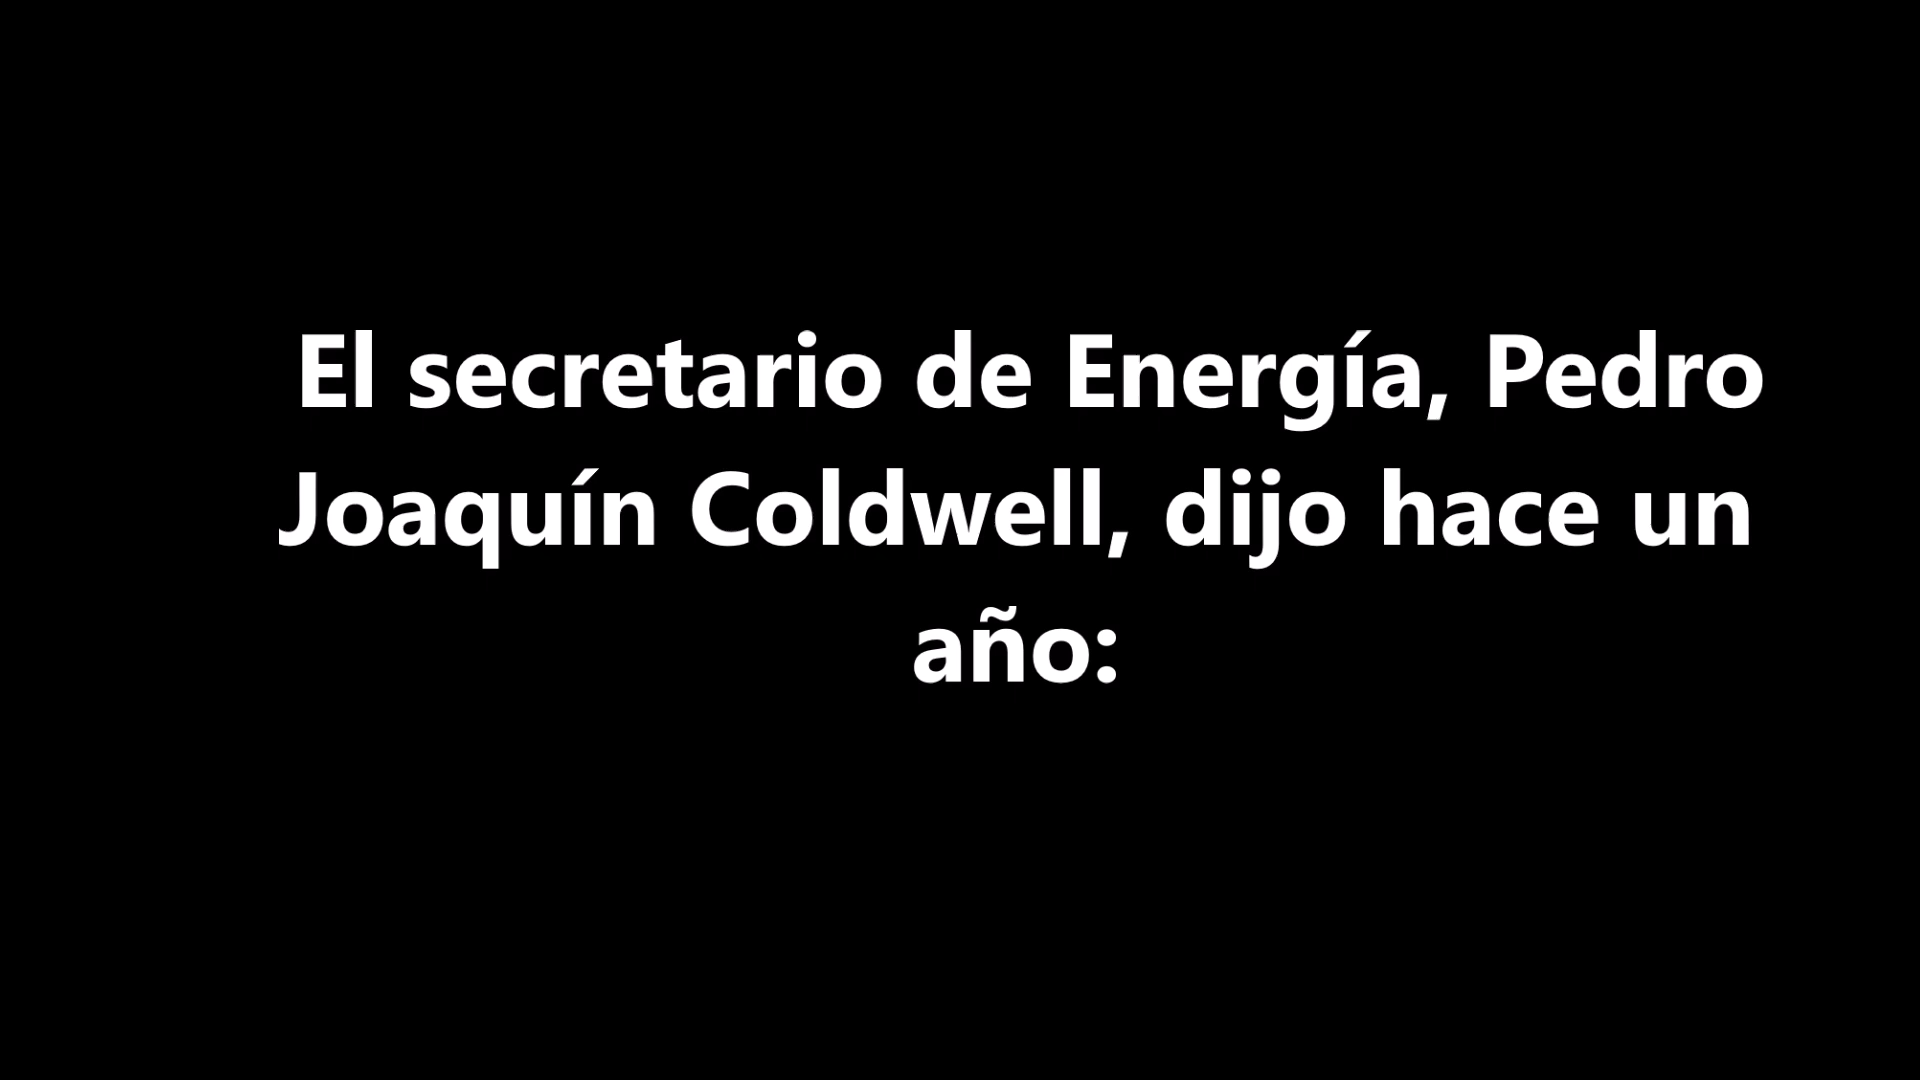 El secretario de Energía, Pedro
Joaquín Coldwell, dijo hace un
año: